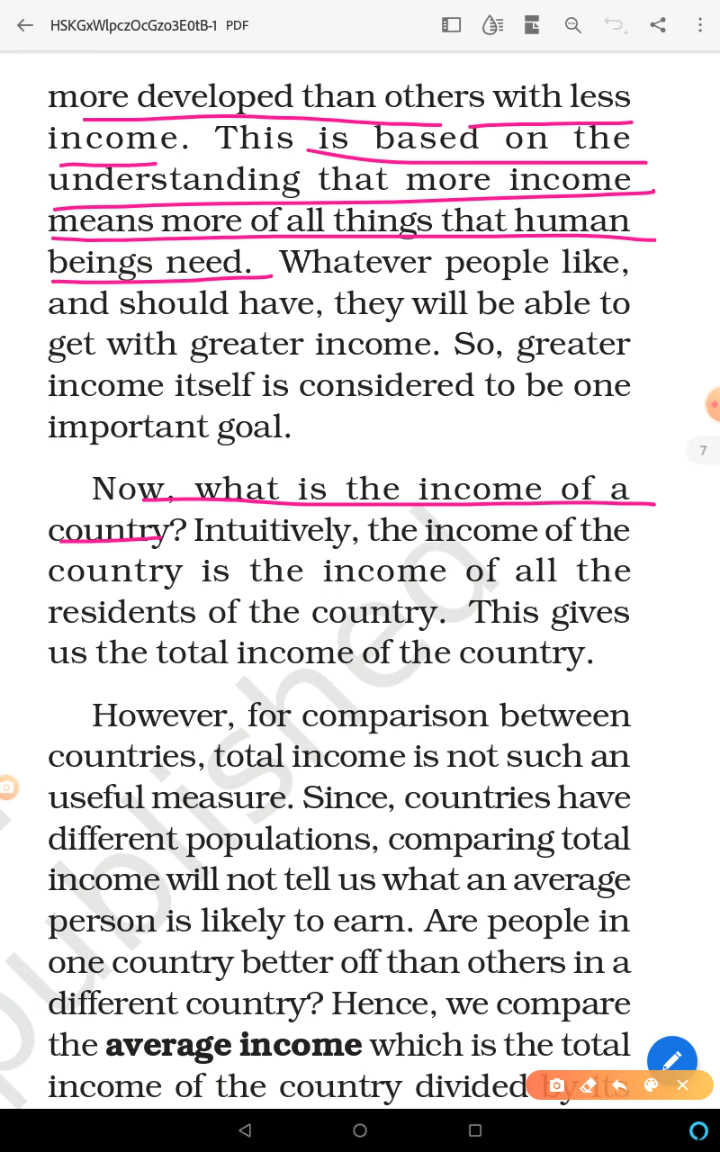 HSKGxWlpczOcGzo3E0tB-1 PDF
more developed than others with less
income. This is based on the
understanding that more income
means more of all things that human
beings need. Whatever people like,
and should have, they will be able to
get with greater income. So, greater
income itself is considered to be one
important goal.
7
Now, what is the income of a
country? Intuitively, the income of the
country is the income of all the
residents of the country. This gives
us the total income of the country.
However, for comparison between
countries, total income is not such an
useful measure. Since, countries have
different populations, comparing total
income will not tell us what an average
person is likely to earn. Are people in
one country better off than others in a
different country? Hence, we compare
the average income which is the total
income of the country divided by its
published